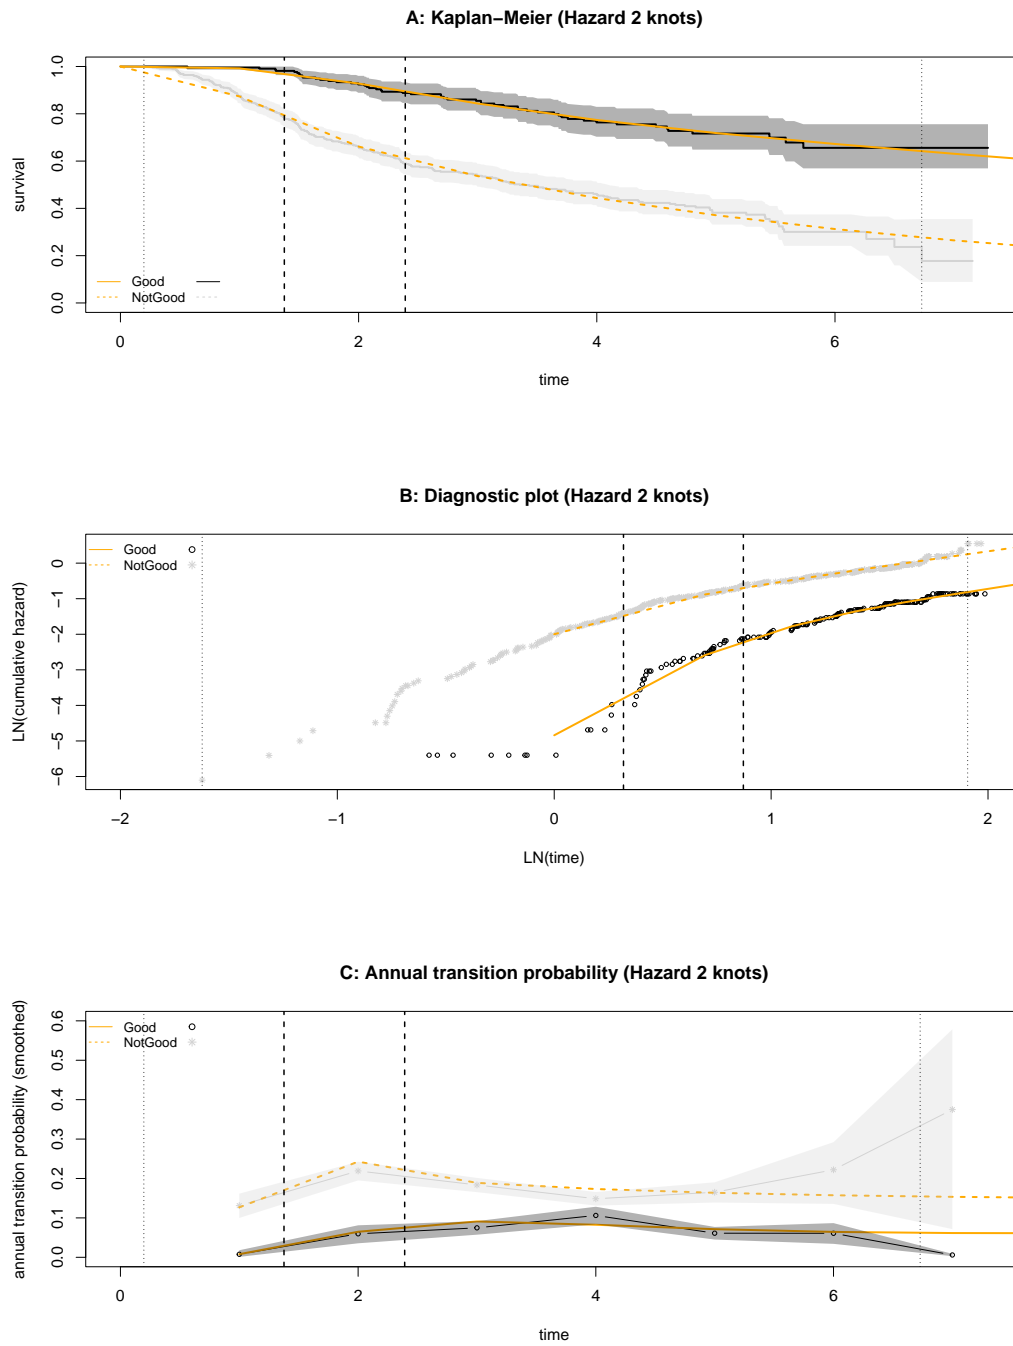 A: Kaplan−Meier (Hazard 2 knots)
survival
1.0
0.8
0.6
0.4
0.2
0.0
Good
NotGood
0 2 4 6
time
B: Diagnostic plot (Hazard 2 knots)
LN(cumulative hazard)
0
−1
−2
−3
−4
−5
−6
Good
NotGood
−2 −1 0 1 2
LN(time)
C: Annual transition probability (Hazard 2 knots)
annual transition probability (smoothed)
0.6
0.5
0.4
0.3
0.2
0.1
0.0
Good
NotGood
0 2 4 6
time